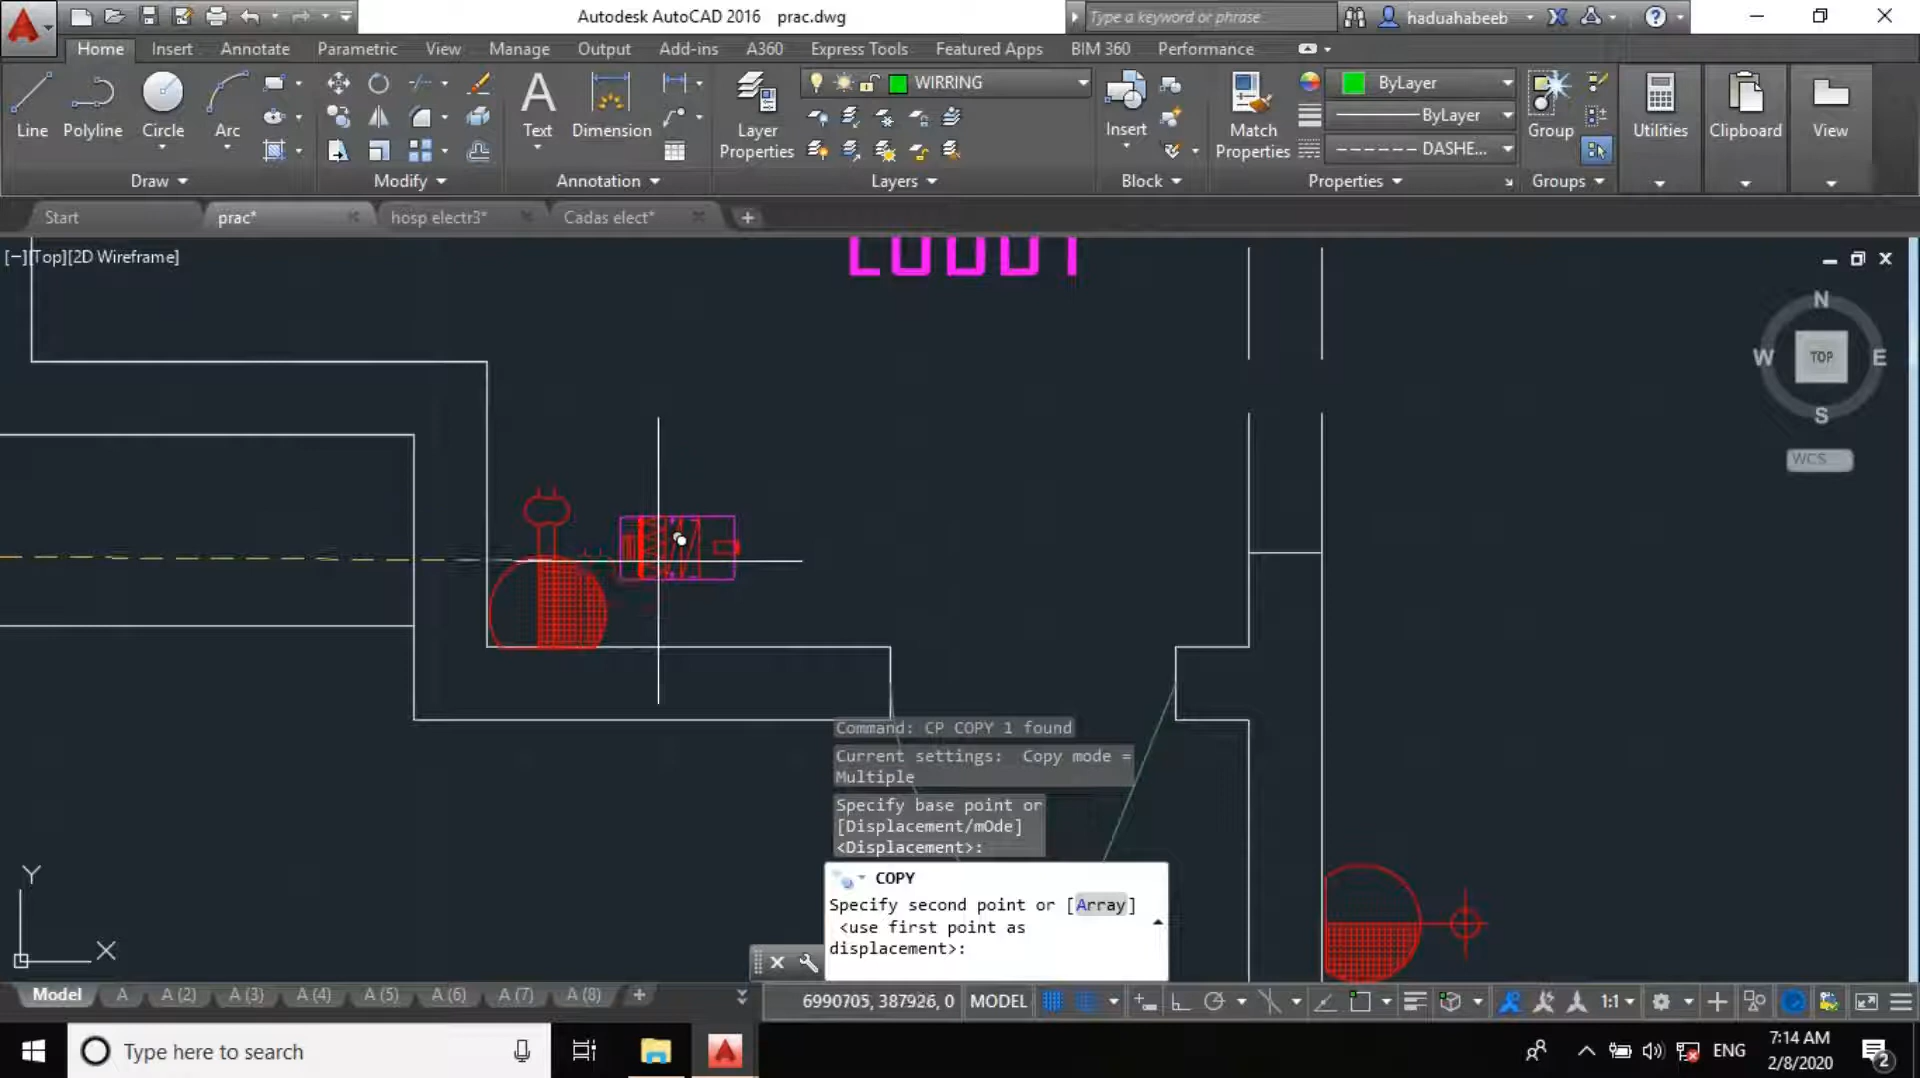 Autodesk AutoCAD 2016 prac.dwg
Type a keyword or phrase
haduahabeeb
Home Insert Annotate Parametric View Manage Output Add-ins A360 Express Tools Featured Apps BIM 360 Performance
WIRRING
ByLayer
ByLayer
DASHE...
Line Polyline Circle Arc
Text Dimension
Layer
Properties
Insert
Match
Properties
Group
Utilities
Clipboard
View
Draw Modify Annotation Layers Block Properties Groups
Start prac* hosp electr3* Cadas elect*
[−][Top][2D Wireframe]
N
W TOP E
S
WCS
Command: CP COPY 1 found
Current settings: Copy mode =
Multiple
Specify base point or
[Displacement/mOde]
<Displacement>:
COPY
Specify second point or [Array]
<use first point as
displacement>:
Y
X
Model A A (2) A (3) A (4) A (5) A (6) A (7) A (8)
6990705, 387926, 0 MODEL 1:1
Type here to search
ENG
7:14 AM
2/8/2020
2